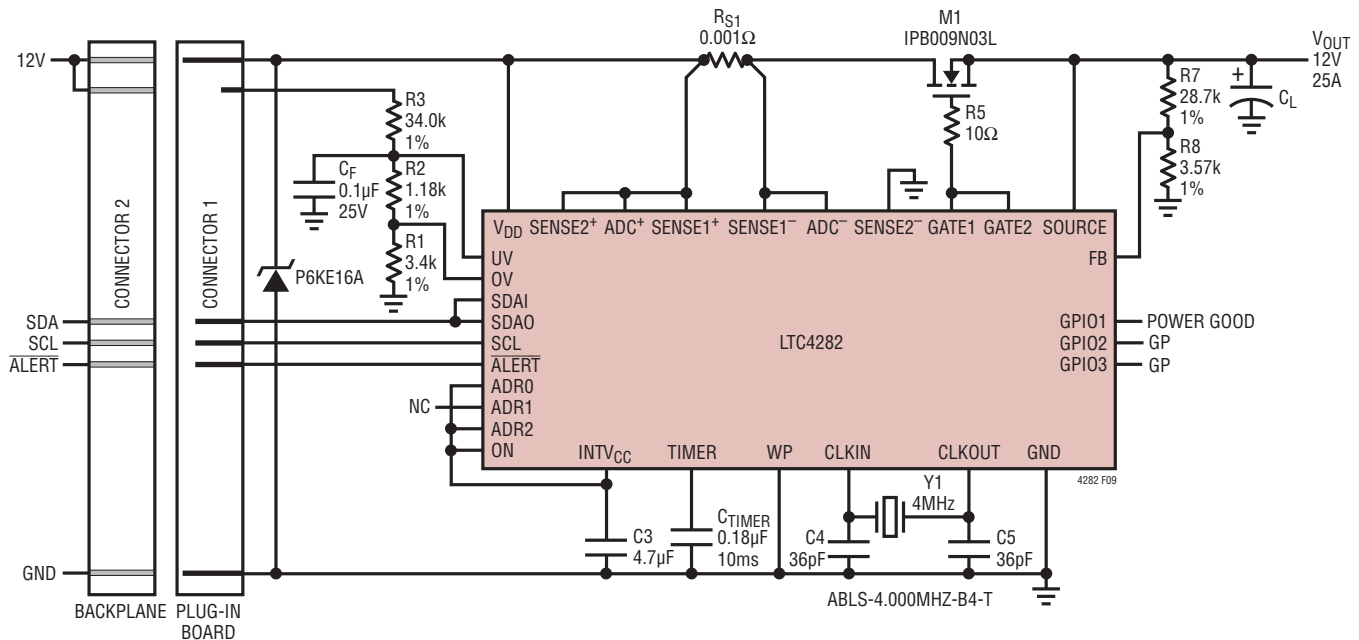 R_S1
0.001Ω
M1
IPB009N03L
V_OUT
12V
25A
12V
R3
34.0k
1%
R7
28.7k
1%
+
C_L
R5
10Ω
R8
3.57k
1%
C_F
0.1µF
25V
R2
1.18k
1%
R1
3.4k
1%
P6KE16A
CONNECTOR 2
CONNECTOR 1
V_DD SENSE2+ ADC+ SENSE1+ SENSE1− ADC− SENSE2− GATE1 GATE2 SOURCE
UV
FB
OV
SDAI
SDA
SDAO
GPIO1
POWER GOOD
SCL
SCL
GPIO2
GP
ALERT
ALERT
GPIO3
GP
LTC4282
ADR0
NC
ADR1
ADR2
ON
INTV_CC TIMER WP CLKIN CLKOUT GND
4282 F09
Y1
4MHz
C3
4.7µF
C_TIMER
0.18µF
10ms
C4
36pF
C5
36pF
GND
ABLS-4.000MHZ-B4-T
BACKPLANE
PLUG-IN
BOARD